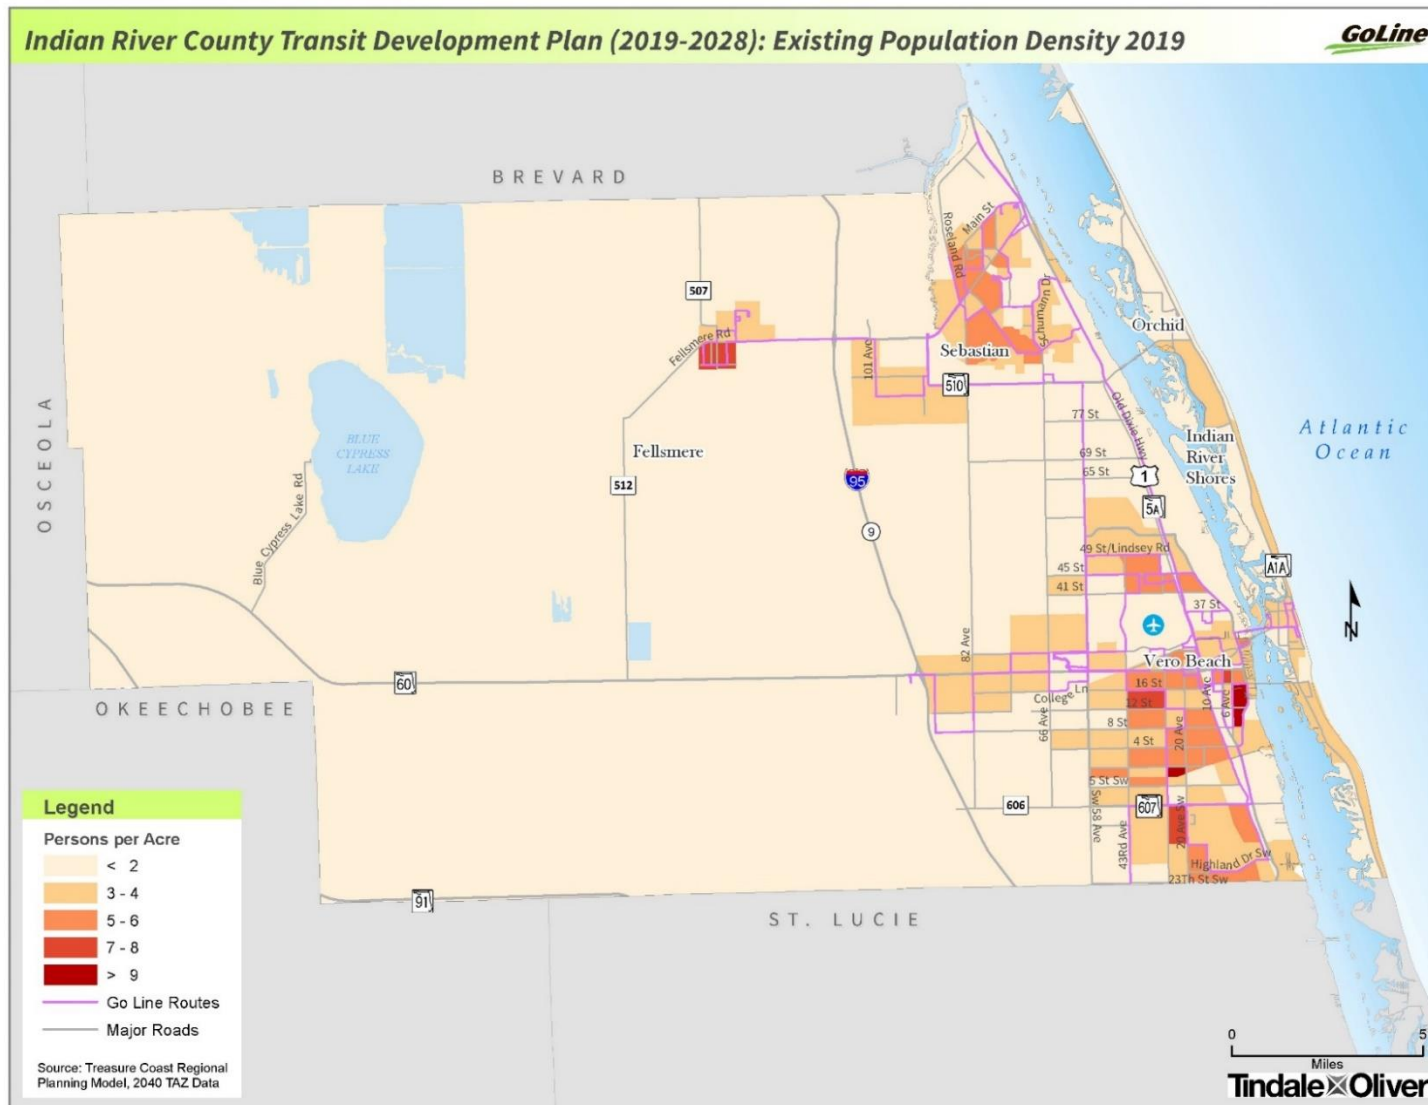 Indian River County Transit Development Plan (2019-2028): Existing Population Density 2019
GoLine
BREVARD
OSCEOLA
OKEECHOBEE
ST. LUCIE
Atlantic
Ocean
BLUE
CYPRESS
LAKE
Blue Cypress Lake Rd
507
Fellsmere Rd
512
Fellsmere
101 Ave
95
9
60
91
Roseland Rd
Main St
Schumann Dr
Sebastian
510
Orchid
Old Dixie Hwy
77 St
69 St
65 St
1
5A
Indian
River
Shores
49 St/Lindsey Rd
45 St
41 St
37 St
A1A
82 Ave
Vero Beach
College Ln
66 Ave
16 St
12 St
8 St
4 St
10 Ave
6 Ave
20 Ave
5 St Sw
606
607
Sw 58 Ave
43Rd Ave
20 Ave Sw
Highland Dr Sw
23Th St Sw
N
Legend
Persons per Acre
< 2
3 - 4
5 - 6
7 - 8
> 9
Go Line Routes
Major Roads
Source: Treasure Coast Regional
Planning Model, 2040 TAZ Data
0 5
Miles
Tindale Oliver